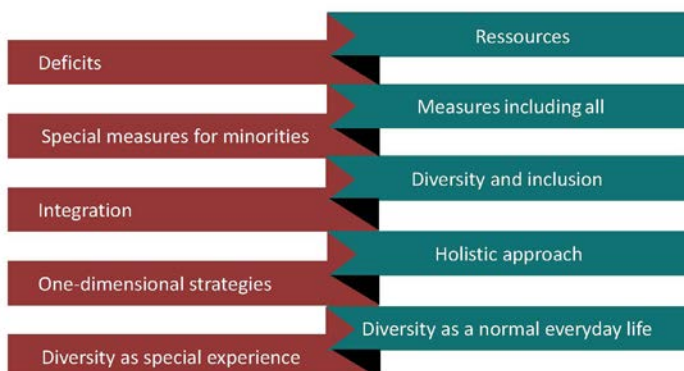 Ressources
Deficits
Measures including all
Special measures for minorities
Diversity and inclusion
Integration
Holistic approach
One-dimensional strategies
Diversity as a normal everyday life
Diversity as special experience